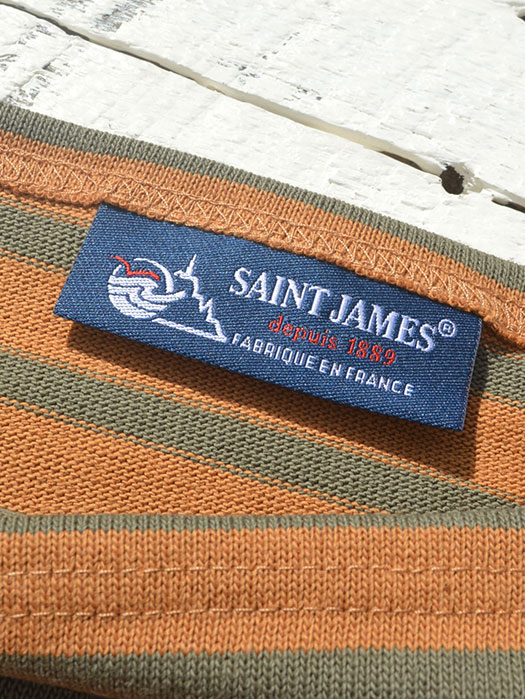 SAINT JAMES®
depuis 1889
FABRIQUE EN FRANCE